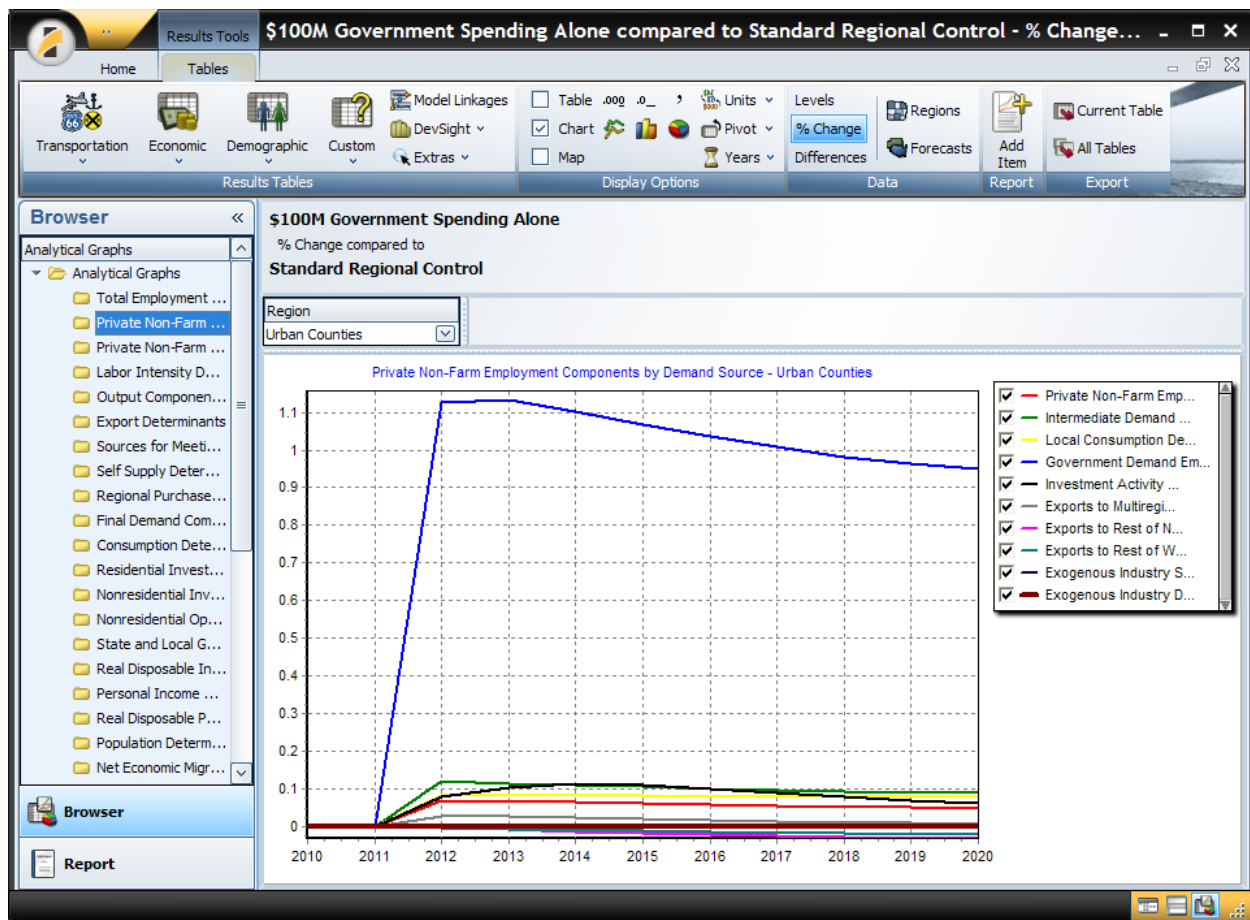 Results Tools
$100M Government Spending Alone compared to Standard Regional Control - % Change...
Home
Tables
Transportation
Economic
Demographic
Custom
Model Linkages
DevSight
Extras
Results Tables
Table
.000
.0_
,
Units
Chart
Pivot
Map
Years
Display Options
Levels
% Change
Differences
Regions
Forecasts
Data
Add
Item
Report
Current Table
All Tables
Export
Browser
«
Analytical Graphs
Analytical Graphs
Total Employment ...
Private Non-Farm ...
Private Non-Farm ...
Labor Intensity D...
Output Componen...
Export Determinants
Sources for Meeti...
Self Supply Deter...
Regional Purchase...
Final Demand Com...
Consumption Dete...
Residential Invest...
Nonresidential Inv...
Nonresidential Op...
State and Local G...
Real Disposable In...
Personal Income ...
Real Disposable P...
Population Determ...
Net Economic Migr...
Browser
Report
$100M Government Spending Alone
% Change compared to
Standard Regional Control
Region
Urban Counties
Private Non-Farm Employment Components by Demand Source - Urban Counties
1.1
1
0.9
0.8
0.7
0.6
0.5
0.4
0.3
0.2
0.1
0
2010 2011 2012 2013 2014 2015 2016 2017 2018 2019 2020
Private Non-Farm Emp...
Intermediate Demand ...
Local Consumption De...
Government Demand Em...
Investment Activity ...
Exports to Multiregi...
Exports to Rest of N...
Exports to Rest of W...
Exogenous Industry S...
Exogenous Industry D...